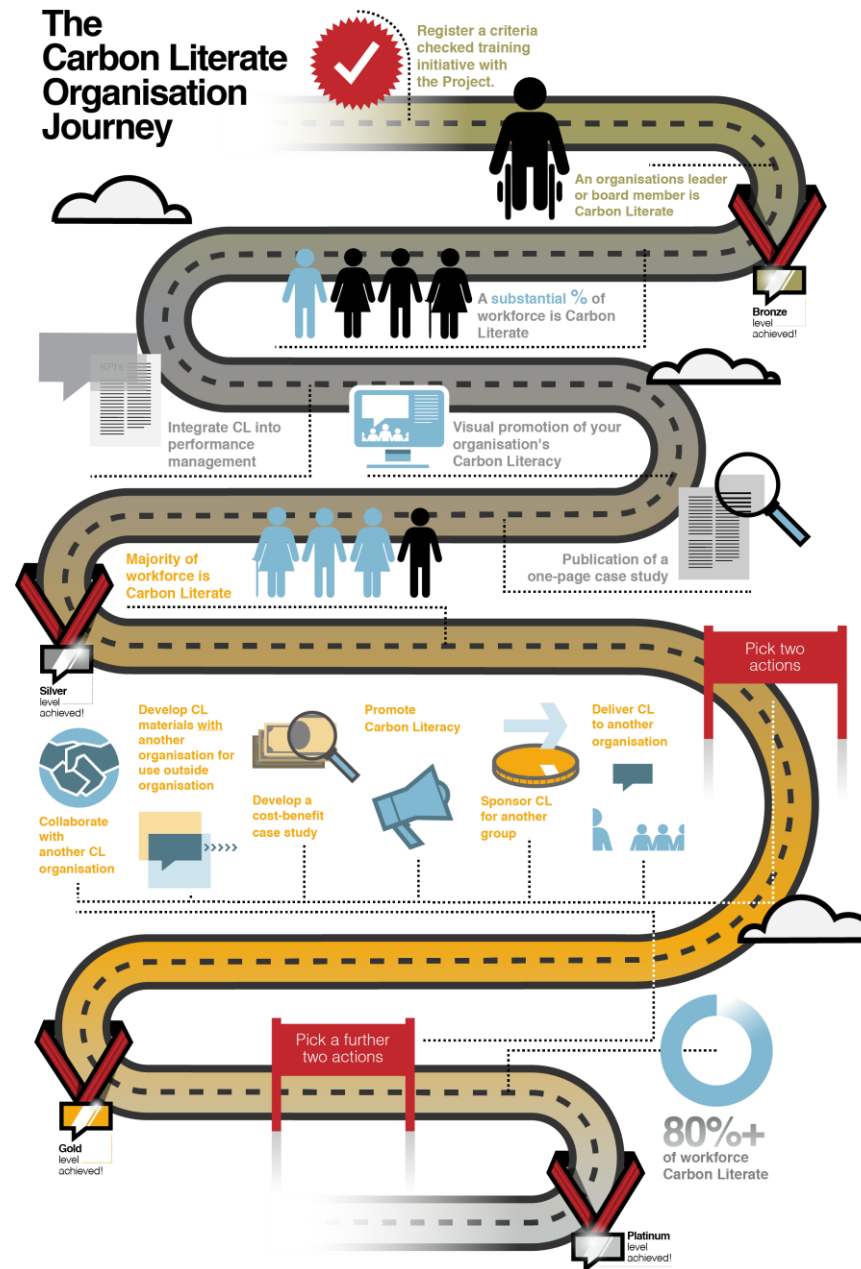 The
Carbon Literate
Organisation
Journey
Register a criteria
checked training
initiative with
the Project.
An organisations leader
or board member is
Carbon Literate
Bronze
level
achieved!
A substantial % of
workforce is Carbon
Literate
KPI's
Integrate CL into
performance
management
Visual promotion of your
organisation's
Carbon Literacy
Publication of a
one-page case study
Majority of
workforce is
Carbon Literate
Silver
level
achieved!
Pick two
actions
Collaborate
with
another CL
organisation
Develop CL
materials with
another
organisation for
use outside
organisation
Develop a
cost-benefit
case study
Promote
Carbon Literacy
Sponsor CL
for another
group
Deliver CL
to another
organisation
Gold
level
achieved!
Pick a further
two actions
80%+
of workforce
Carbon Literate
Platinum
level
achieved!